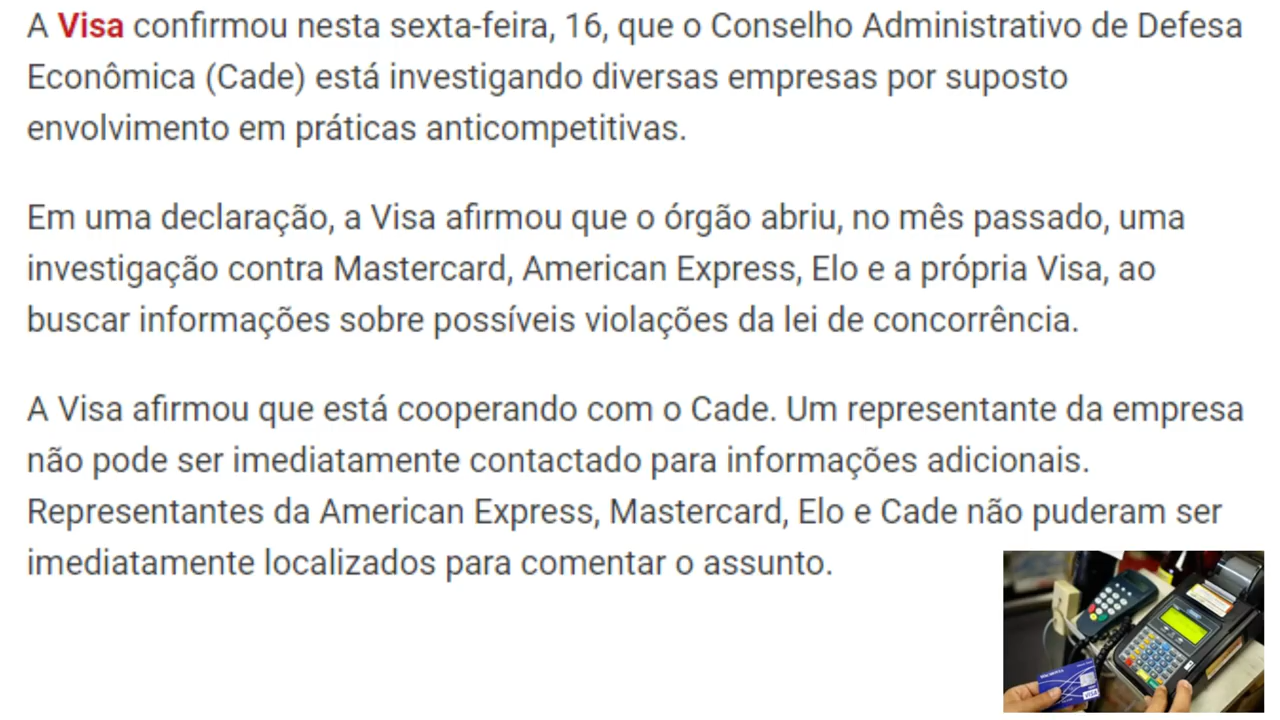 A Visa confirmou nesta sexta-feira, 16, que o Conselho Administrativo de Defesa
Econômica (Cade) está investigando diversas empresas por suposto
envolvimento em práticas anticompetitivas.
Em uma declaração, a Visa afirmou que o órgão abriu, no mês passado, uma
investigação contra Mastercard, American Express, Elo e a própria Visa, ao
buscar informações sobre possíveis violações da lei de concorrência.
A Visa afirmou que está cooperando com o Cade. Um representante da empresa
não pode ser imediatamente contactado para informações adicionais.
Representantes da American Express, Mastercard, Elo e Cade não puderam ser
imediatamente localizados para comentar o assunto.
VISA